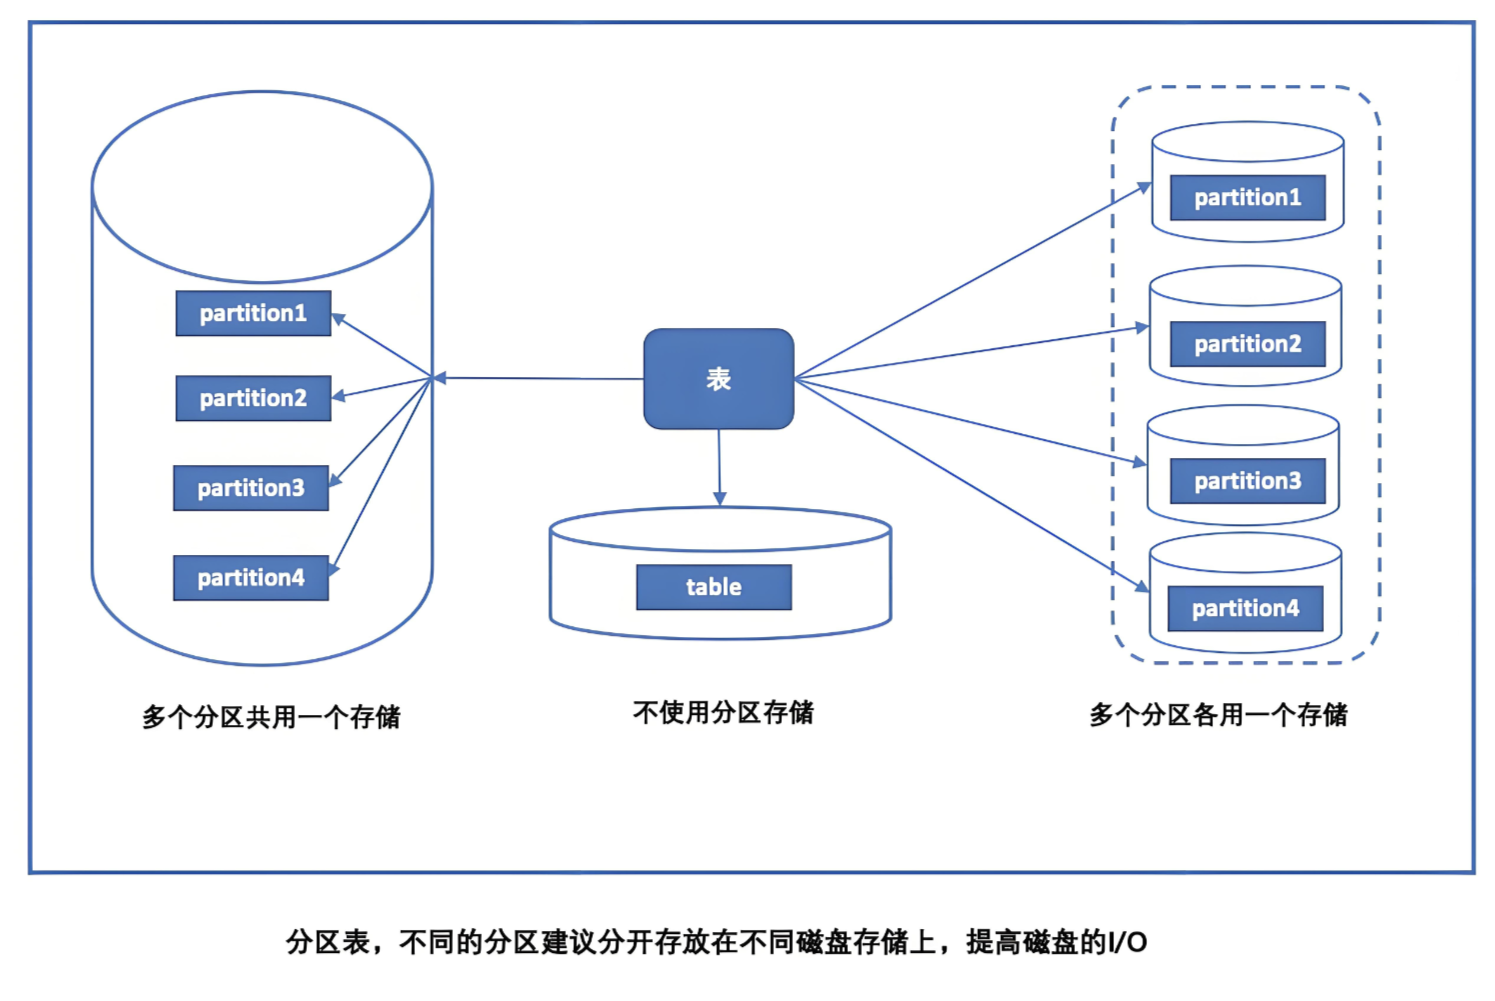 partition1
partition2
partition3
partition4
多个分区共用一个存储
表
table
不使用分区存储
partition1
partition2
partition3
partition4
多个分区各用一个存储
分区表，不同的分区建议分开存放在不同磁盘存储上，提高磁盘的I/O